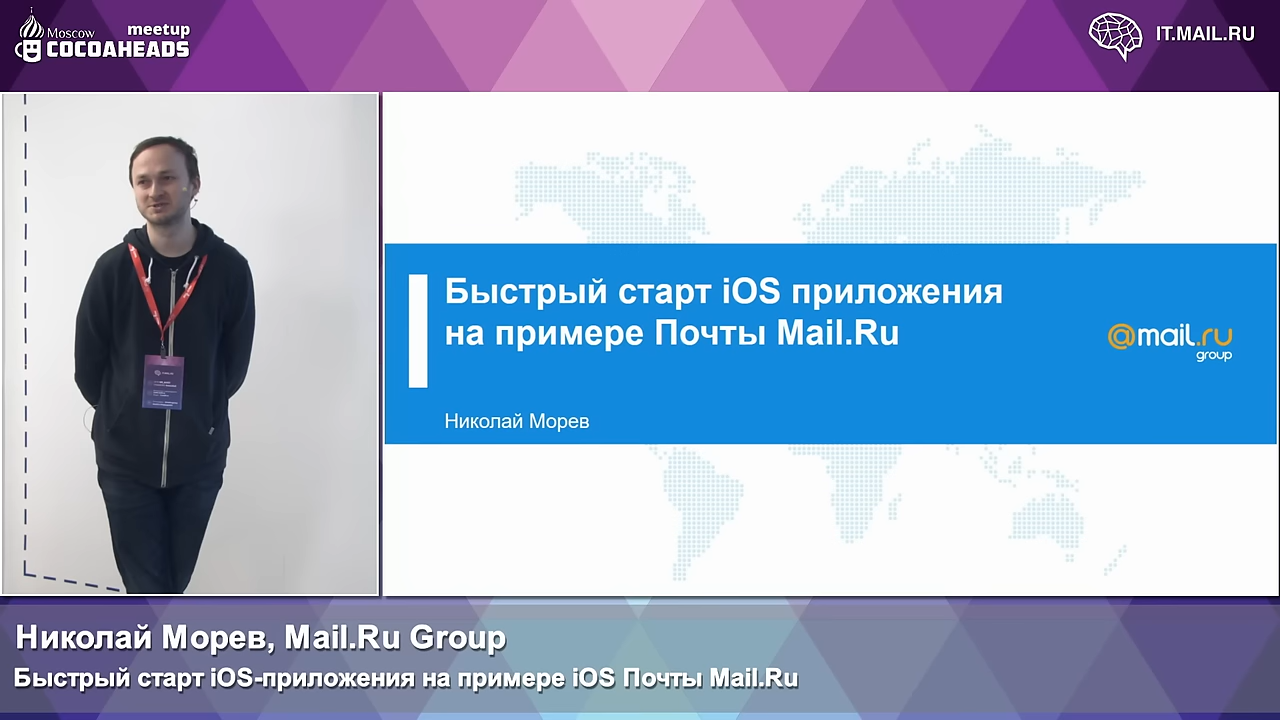 Moscow
meetup
COCOAHEADS
IT.MAIL.RU
Быстрый старт iOS приложения
на примере Почты Mail.Ru
@mail.ru
group
Николай Морев
Николай Морев, Mail.Ru Group
Быстрый старт iOS-приложения на примере iOS Почты Mail.Ru